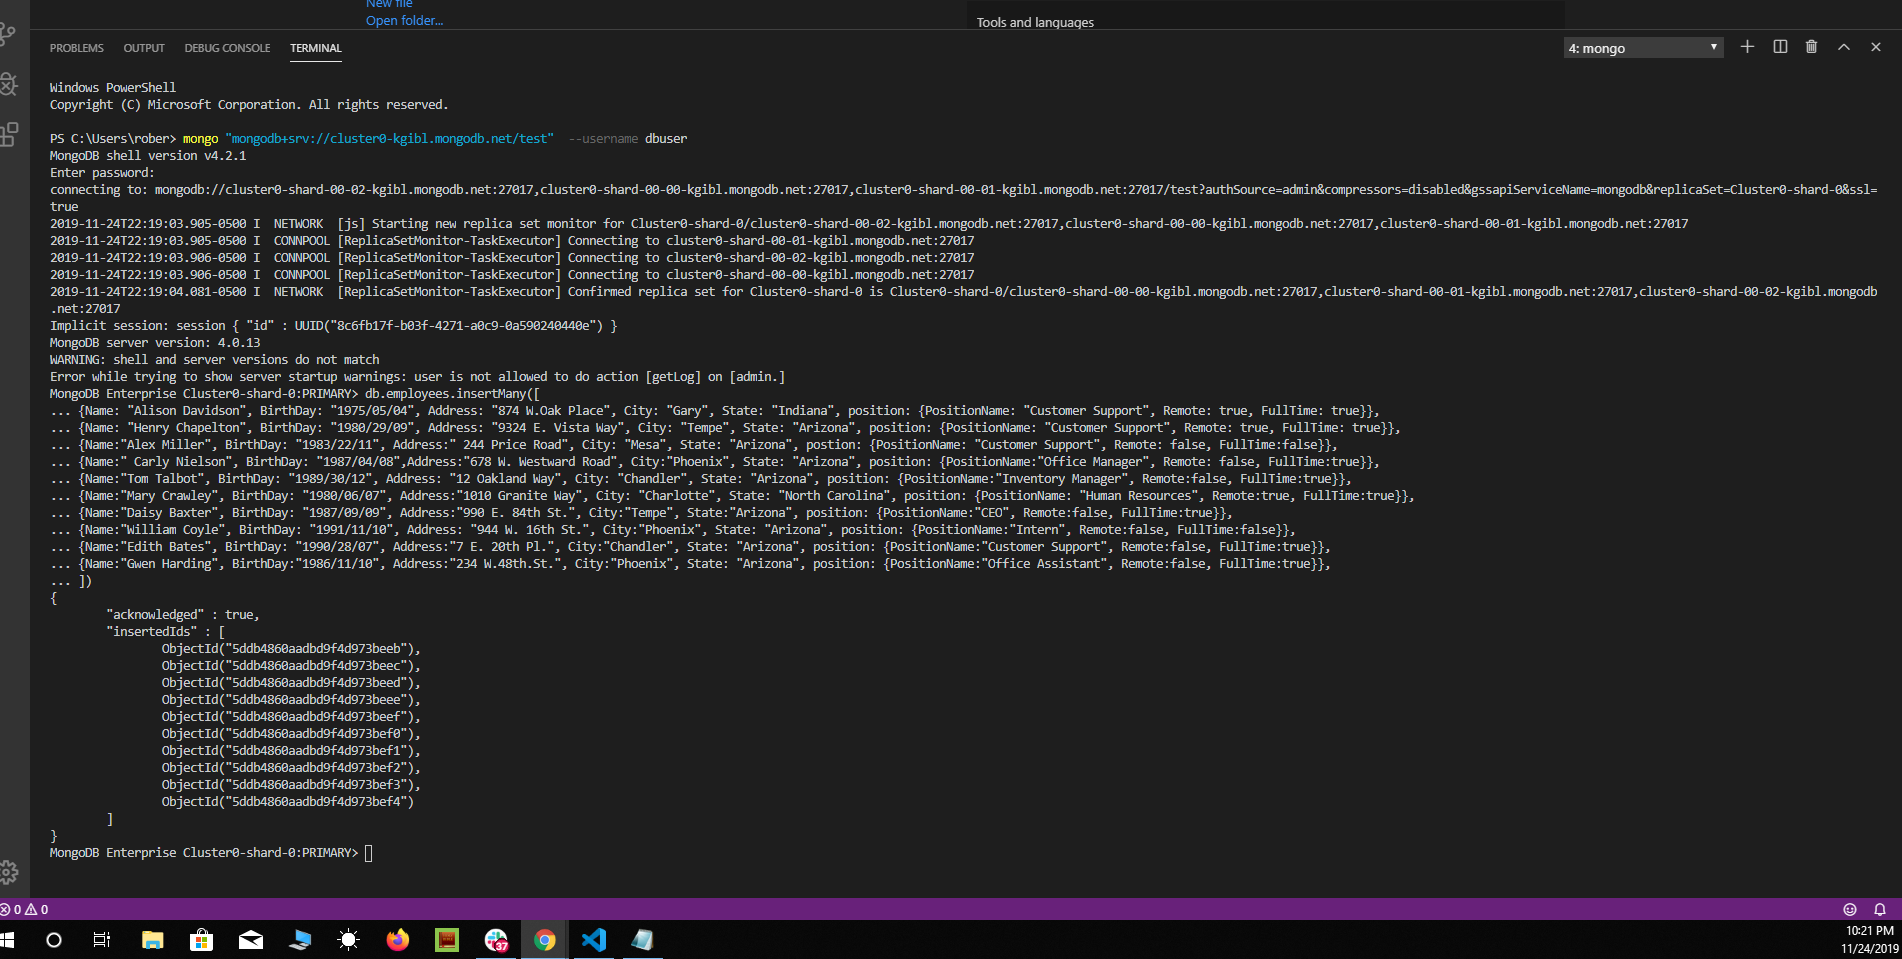 New file
Open folder...
Tools and languages
PROBLEMS OUTPUT DEBUG CONSOLE TERMINAL 4: mongo
Windows PowerShell
Copyright (C) Microsoft Corporation. All rights reserved.
PS C:\Users\rober> mongo "mongodb+srv://cluster0-kgibl.mongodb.net/test"  --username dbuser
MongoDB shell version v4.2.1
Enter password:
connecting to: mongodb://cluster0-shard-00-02-kgibl.mongodb.net:27017,cluster0-shard-00-00-kgibl.mongodb.net:27017,cluster0-shard-00-01-kgibl.mongodb.net:27017/test?authSource=admin&compressors=disabled&gssapiServiceName=mongodb&replicaSet=Cluster0-shard-0&ssl=
true
2019-11-24T22:19:03.905-0500 I  NETWORK  [js] Starting new replica set monitor for Cluster0-shard-0/cluster0-shard-00-02-kgibl.mongodb.net:27017,cluster0-shard-00-00-kgibl.mongodb.net:27017,cluster0-shard-00-01-kgibl.mongodb.net:27017
2019-11-24T22:19:03.905-0500 I  CONNPOOL [ReplicaSetMonitor-TaskExecutor] Connecting to cluster0-shard-00-01-kgibl.mongodb.net:27017
2019-11-24T22:19:03.906-0500 I  CONNPOOL [ReplicaSetMonitor-TaskExecutor] Connecting to cluster0-shard-00-02-kgibl.mongodb.net:27017
2019-11-24T22:19:03.906-0500 I  CONNPOOL [ReplicaSetMonitor-TaskExecutor] Connecting to cluster0-shard-00-00-kgibl.mongodb.net:27017
2019-11-24T22:19:04.081-0500 I  NETWORK  [ReplicaSetMonitor-TaskExecutor] Confirmed replica set for Cluster0-shard-0 is Cluster0-shard-0/cluster0-shard-00-00-kgibl.mongodb.net:27017,cluster0-shard-00-01-kgibl.mongodb.net:27017,cluster0-shard-00-02-kgibl.mongodb
.net:27017
Implicit session: session { "id" : UUID("8c6fb17f-b03f-4271-a0c9-0a590240440e") }
MongoDB server version: 4.0.13
WARNING: shell and server versions do not match
Error while trying to show server startup warnings: user is not allowed to do action [getLog] on [admin.]
MongoDB Enterprise Cluster0-shard-0:PRIMARY> db.employees.insertMany([
... {Name: "Alison Davidson", BirthDay: "1975/05/04", Address: "874 W.Oak Place", City: "Gary", State: "Indiana", position: {PositionName: "Customer Support", Remote: true, FullTime: true}},
... {Name: "Henry Chapelton", BirthDay: "1980/29/09", Address: "9324 E. Vista Way", City: "Tempe", State: "Arizona", position: {PositionName: "Customer Support", Remote: true, FullTime: true}},
... {Name:"Alex Miller", BirthDay: "1983/22/11", Address:" 244 Price Road", City: "Mesa", State: "Arizona", postion: {PositionName: "Customer Support", Remote: false, FullTime:false}},
... {Name:" Carly Nielson", BirthDay: "1987/04/08",Address:"678 W. Westward Road", City:"Phoenix", State: "Arizona", position: {PositionName:"Office Manager", Remote: false, FullTime:true}},
... {Name:"Tom Talbot", BirthDay: "1989/30/12", Address: "12 Oakland Way", City: "Chandler", State: "Arizona", position: {PositionName:"Inventory Manager", Remote:false, FullTime:true}},
... {Name:"Mary Crawley", BirthDay: "1980/06/07", Address:"1010 Granite Way", City: "Charlotte", State: "North Carolina", position: {PositionName: "Human Resources", Remote:true, FullTime:true}},
... {Name:"Daisy Baxter", BirthDay: "1987/09/09", Address:"990 E. 84th St.", City:"Tempe", State:"Arizona", position: {PositionName:"CEO", Remote:false, FullTime:true}},
... {Name:"William Coyle", BirthDay: "1991/11/10", Address: "944 W. 16th St.", City:"Phoenix", State: "Arizona", position: {PositionName:"Intern", Remote:false, FullTime:false}},
... {Name:"Edith Bates", BirthDay: "1990/28/07", Address:"7 E. 20th Pl.", City:"Chandler", State: "Arizona", position: {PositionName:"Customer Support", Remote:false, FullTime:true}},
... {Name:"Gwen Harding", BirthDay:"1986/11/10", Address:"234 W.48th.St.", City:"Phoenix", State: "Arizona", position: {PositionName:"Office Assistant", Remote:false, FullTime:true}},
... ])
{
"acknowledged" : true,
"insertedIds" : [
ObjectId("5ddb4860aadbd9f4d973beeb"),
ObjectId("5ddb4860aadbd9f4d973beec"),
ObjectId("5ddb4860aadbd9f4d973beed"),
ObjectId("5ddb4860aadbd9f4d973beee"),
ObjectId("5ddb4860aadbd9f4d973beef"),
ObjectId("5ddb4860aadbd9f4d973bef0"),
ObjectId("5ddb4860aadbd9f4d973bef1"),
ObjectId("5ddb4860aadbd9f4d973bef2"),
ObjectId("5ddb4860aadbd9f4d973bef3"),
ObjectId("5ddb4860aadbd9f4d973bef4")
]
}
MongoDB Enterprise Cluster0-shard-0:PRIMARY>
0 0
37
10:21 PM
11/24/2019